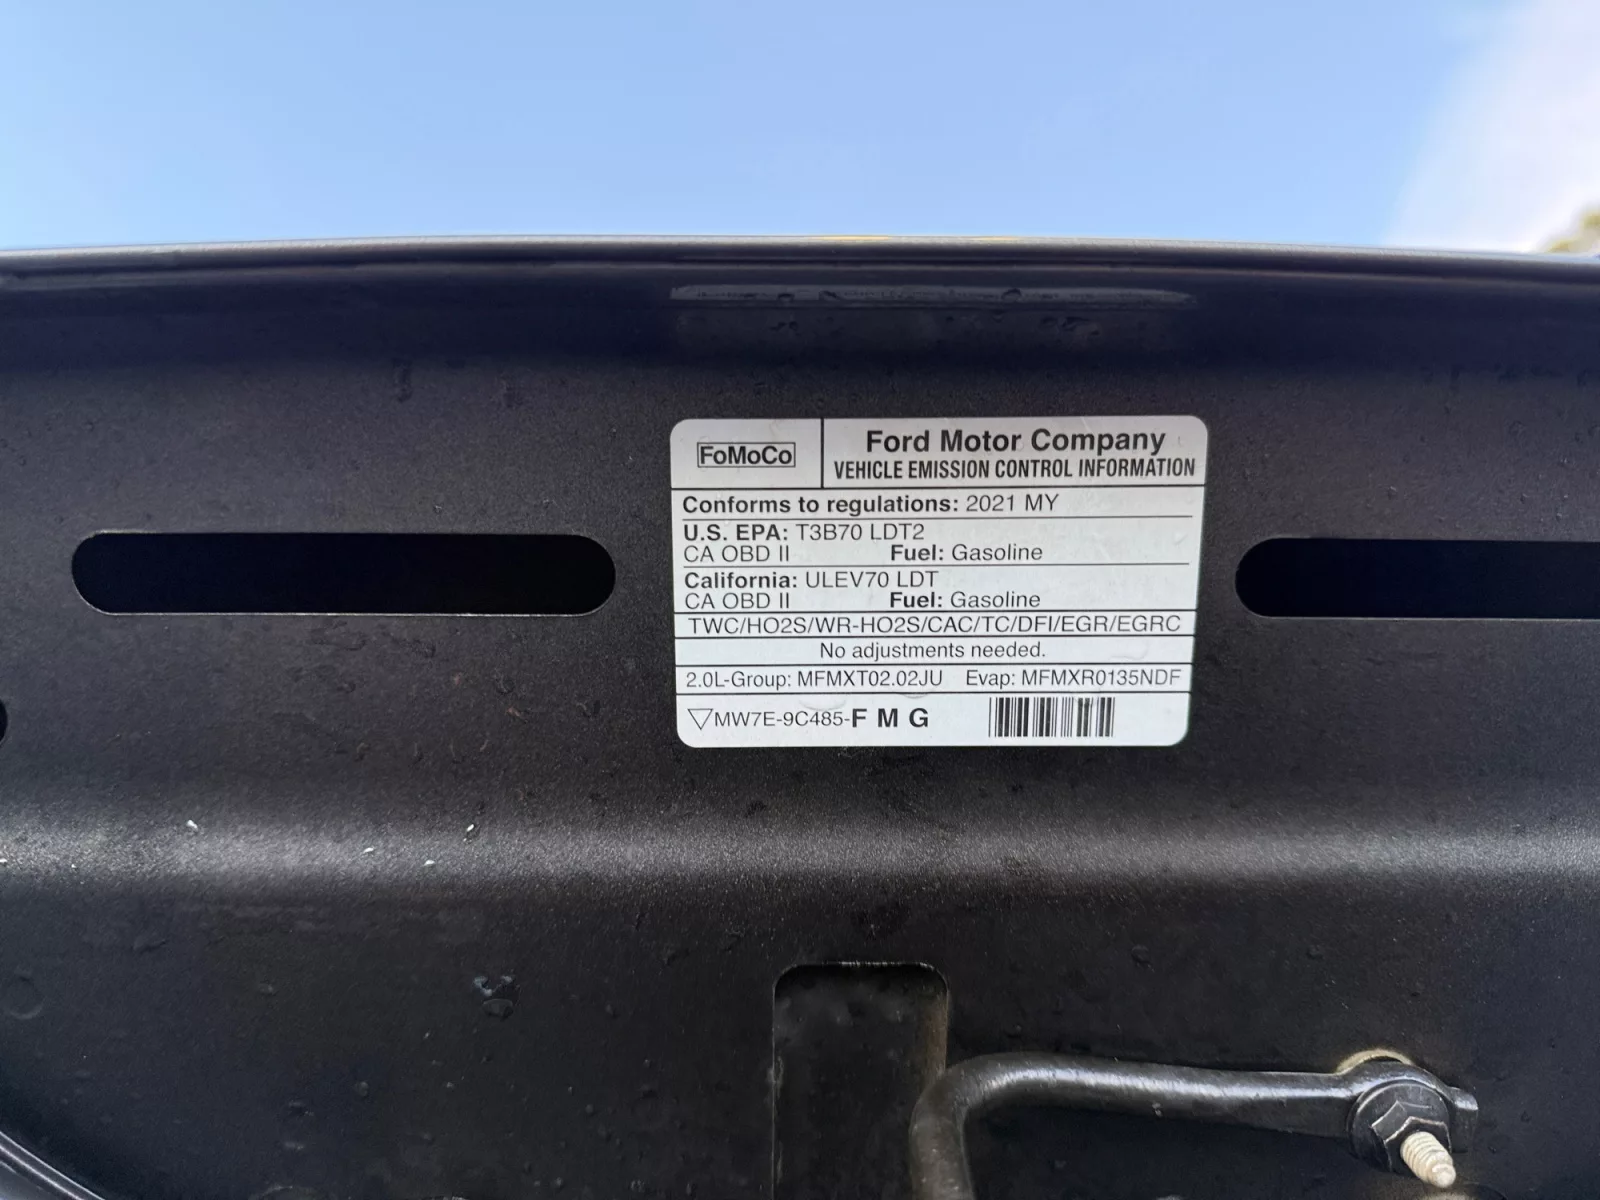 FoMoCo
Ford Motor Company
VEHICLE EMISSION CONTROL INFORMATION
Conforms to regulations: 2021 MY
U.S. EPA: T3B70 LDT2
CA OBD II Fuel: Gasoline
California: ULEV70 LDT
CA OBD II Fuel: Gasoline
TWC/HO2S/WR-HO2S/CAC/TC/DFI/EGR/EGRC
No adjustments needed.
2.0L-Group: MFMXT02.02JU Evap: MFMXR0135NDF
▽MW7E-9C485-F M G